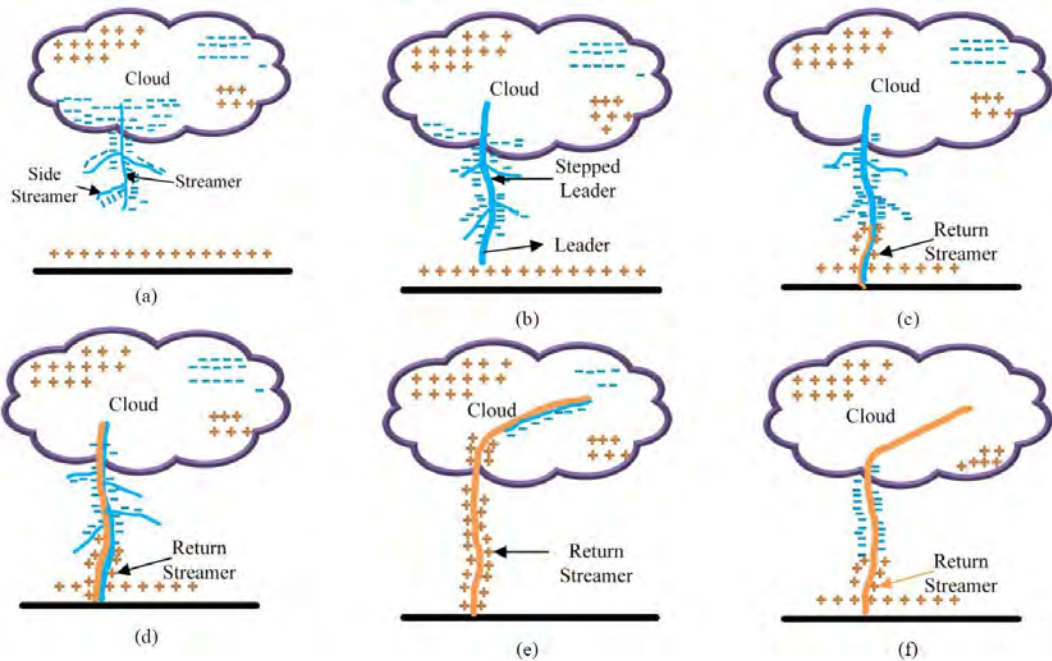 Cloud
Side
Streamer
Streamer
(a)
Cloud
Stepped
Leader
Leader
(b)
Cloud
Return
Streamer
(c)
Cloud
Return
Streamer
(d)
Cloud
Return
Streamer
(e)
Cloud
Return
Streamer
(f)